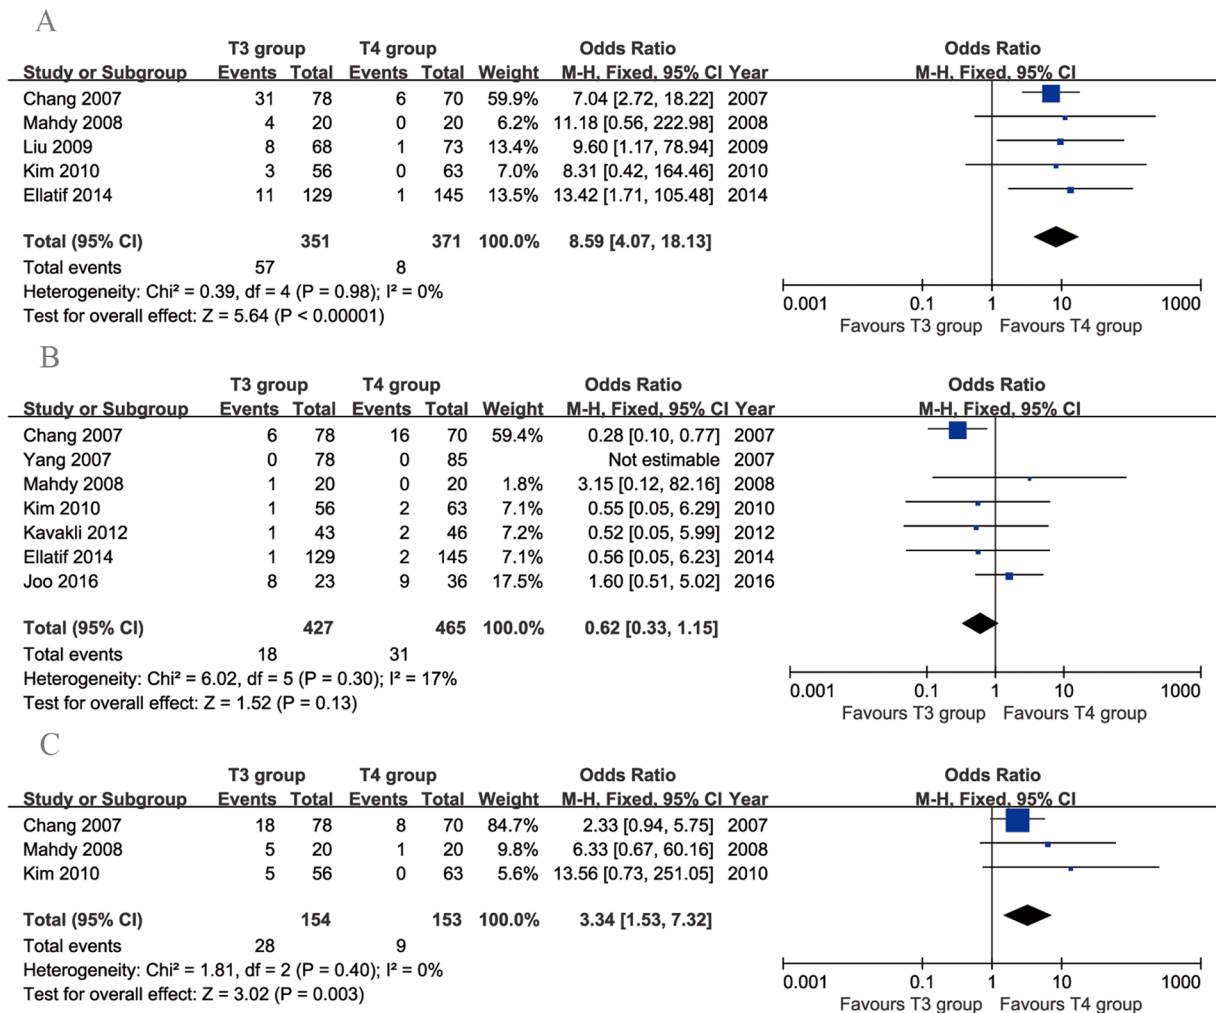 A
T3 group T4 group Odds Ratio Odds Ratio
Study or Subgroup Events Total Events Total Weight M-H, Fixed, 95% CI Year M-H, Fixed, 95% CI
Chang 2007 31 78 6 70 59.9% 7.04 [2.72, 18.22] 2007
Mahdy 2008 4 20 0 20 6.2% 11.18 [0.56, 222.98] 2008
Liu 2009 8 68 1 73 13.4% 9.60 [1.17, 78.94] 2009
Kim 2010 3 56 0 63 7.0% 8.31 [0.42, 164.46] 2010
Ellatif 2014 11 129 1 145 13.5% 13.42 [1.71, 105.48] 2014
Total (95% CI) 351 371 100.0% 8.59 [4.07, 18.13]
Total events 57 8
Heterogeneity: Chi² = 0.39, df = 4 (P = 0.98); I² = 0%
Test for overall effect: Z = 5.64 (P < 0.00001)
0.001 0.1 1 10 1000
Favours T3 group Favours T4 group
B
T3 group T4 group Odds Ratio Odds Ratio
Study or Subgroup Events Total Events Total Weight M-H, Fixed, 95% CI Year M-H, Fixed, 95% CI
Chang 2007 6 78 16 70 59.4% 0.28 [0.10, 0.77] 2007
Yang 2007 0 78 0 85 Not estimable 2007
Mahdy 2008 1 20 0 20 1.8% 3.15 [0.12, 82.16] 2008
Kim 2010 1 56 2 63 7.1% 0.55 [0.05, 6.29] 2010
Kavakli 2012 1 43 2 46 7.2% 0.52 [0.05, 5.99] 2012
Ellatif 2014 1 129 2 145 7.1% 0.56 [0.05, 6.23] 2014
Joo 2016 8 23 9 36 17.5% 1.60 [0.51, 5.02] 2016
Total (95% CI) 427 465 100.0% 0.62 [0.33, 1.15]
Total events 18 31
Heterogeneity: Chi² = 6.02, df = 5 (P = 0.30); I² = 17%
Test for overall effect: Z = 1.52 (P = 0.13)
0.001 0.1 1 10 1000
Favours T3 group Favours T4 group
C
T3 group T4 group Odds Ratio Odds Ratio
Study or Subgroup Events Total Events Total Weight M-H, Fixed, 95% CI Year M-H, Fixed, 95% CI
Chang 2007 18 78 8 70 84.7% 2.33 [0.94, 5.75] 2007
Mahdy 2008 5 20 1 20 9.8% 6.33 [0.67, 60.16] 2008
Kim 2010 5 56 0 63 5.6% 13.56 [0.73, 251.05] 2010
Total (95% CI) 154 153 100.0% 3.34 [1.53, 7.32]
Total events 28 9
Heterogeneity: Chi² = 1.81, df = 2 (P = 0.40); I² = 0%
Test for overall effect: Z = 3.02 (P = 0.003)
0.001 0.1 1 10 1000
Favours T3 group Favours T4 group